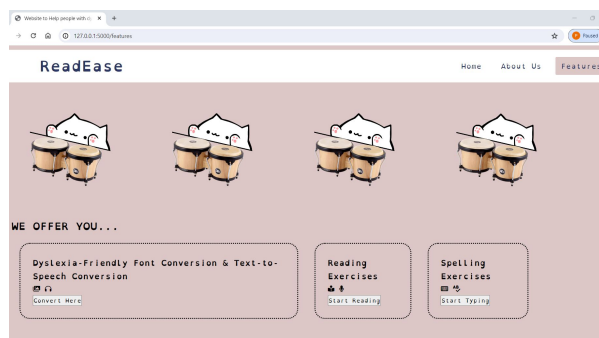 Website to Help people with dy
127.0.0.1:5000/features
Paused
ReadEase
Home About Us Features
WE OFFER YOU...
Dyslexia-Friendly Font Conversion & Text-to-
Speech Conversion
Convert Here
Reading
Exercises
Start Reading
Spelling
Exercises
Start Typing